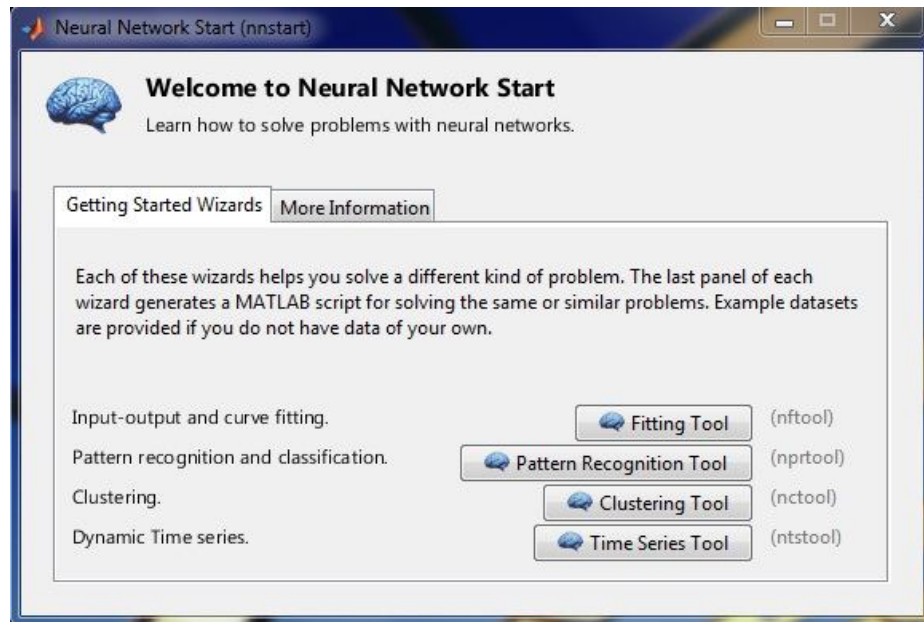 Neural Network Start (nnstart)
Welcome to Neural Network Start
Learn how to solve problems with neural networks.
Getting Started Wizards More Information
Each of these wizards helps you solve a different kind of problem. The last panel of each
wizard generates a MATLAB script for solving the same or similar problems. Example datasets
are provided if you do not have data of your own.
Input-output and curve fitting. Fitting Tool (nftool)
Pattern recognition and classification. Pattern Recognition Tool (nprtool)
Clustering. Clustering Tool (nctool)
Dynamic Time series. Time Series Tool (ntstool)